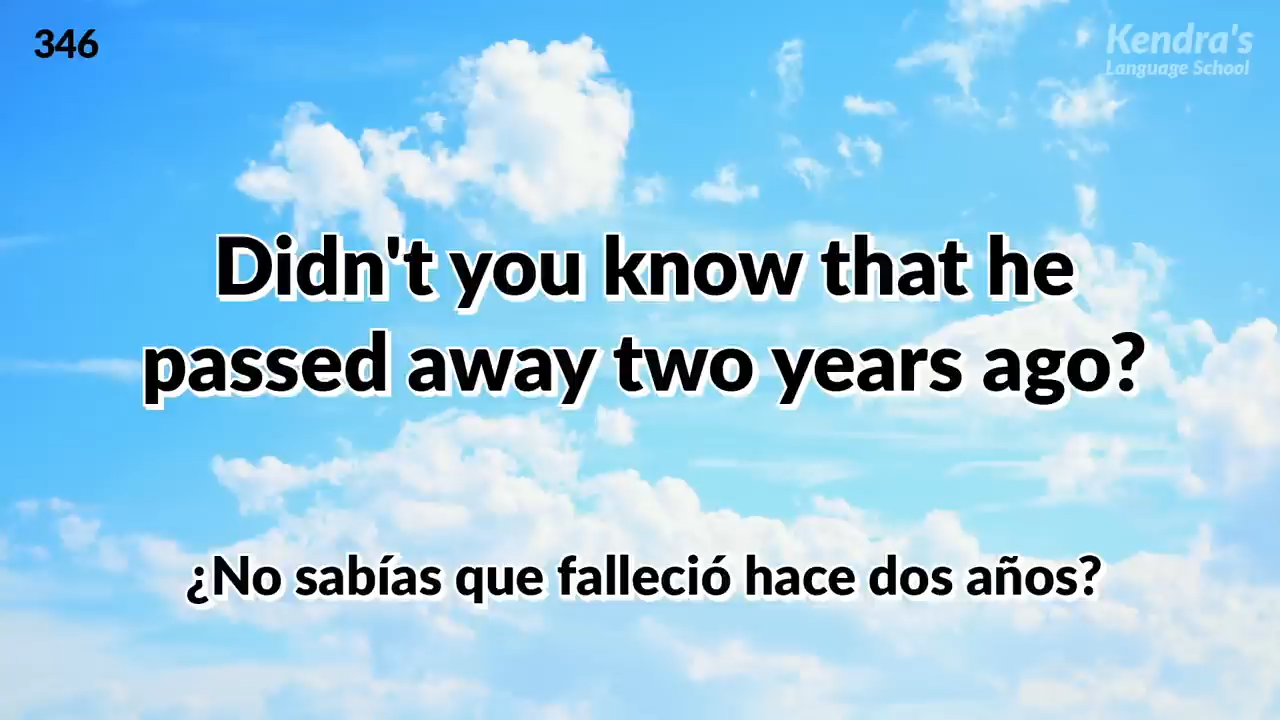 346
Kendra's
Language School
Didn't you know that he
passed away two years ago?
¿No sabías que falleció hace dos años?